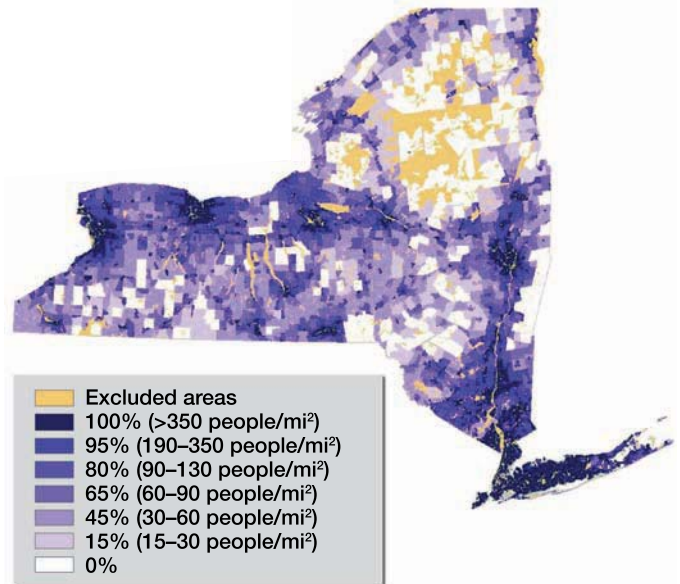 Excluded areas
100% (>350 people/mi²)
95% (190–350 people/mi²)
80% (90–130 people/mi²)
65% (60–90 people/mi²)
45% (30–60 people/mi²)
15% (15–30 people/mi²)
0%